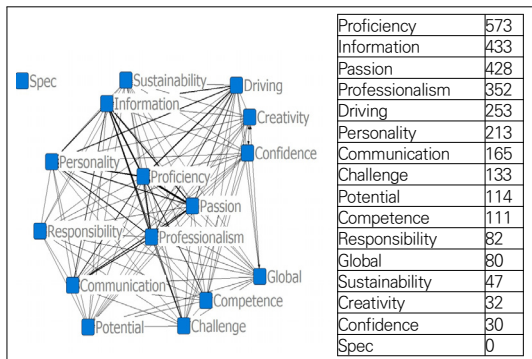 Spec
Sustainability
Driving
Information
Creativity
Confidence
Personality
Proficiency
Passion
Responsibility
Professionalism
Global
Communication
Competence
Potential
Challenge
Proficiency 573
Information 433
Passion 428
Professionalism 352
Driving 253
Personality 213
Communication 165
Challenge 133
Potential 114
Competence 111
Responsibility 82
Global 80
Sustainability 47
Creativity 32
Confidence 30
Spec 0